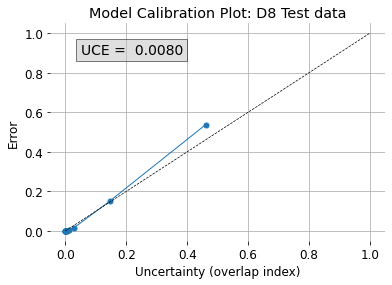 Model Calibration Plot: D8 Test data
UCE = 0.0080
Error
1.0
0.8
0.6
0.4
0.2
0.0
0.0 0.2 0.4 0.6 0.8 1.0
Uncertainty (overlap index)